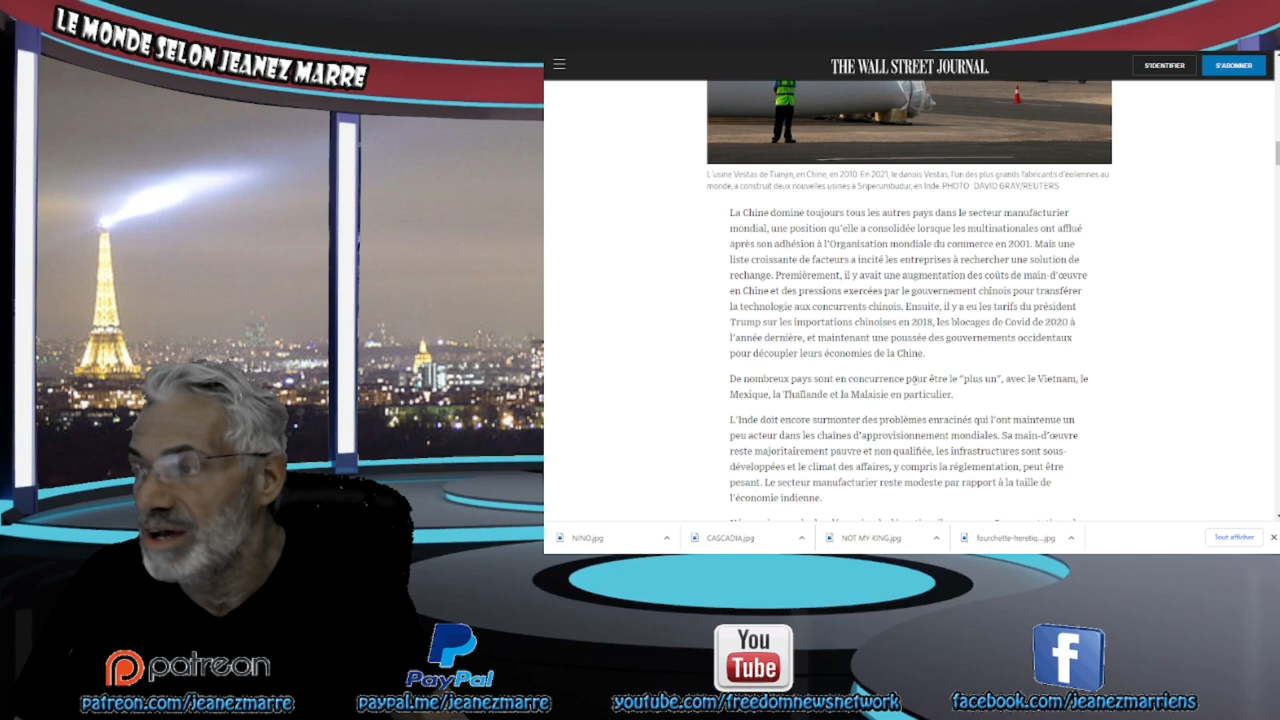 LE MONDE SELON JEANEZ MARRE
THE WALL STREET JOURNAL.
S'IDENTIFIER
S'ABONNER
L'usine Vestas de Tianjin, en Chine, en 2010. En 2021, le danois Vestas, l'un des plus grands fabricants d'éoliennes au
monde, a construit deux nouvelles usines à Sriperumbudur, en Inde. PHOTO : DAVID GRAY/REUTERS
La Chine domine toujours tous les autres pays dans le secteur manufacturier
mondial, une position qu'elle a consolidée lorsque les multinationales ont afflué
après son adhésion à l'Organisation mondiale du commerce en 2001. Mais une
liste croissante de facteurs a incité les entreprises à rechercher une solution de
rechange. Premièrement, il y avait une augmentation des coûts de main-d'œuvre
en Chine et des pressions exercées par le gouvernement chinois pour transférer
la technologie aux concurrents chinois. Ensuite, il y a eu les tarifs du président
Trump sur les importations chinoises en 2018, les blocages de Covid de 2020 à
l'année dernière, et maintenant une poussée des gouvernements occidentaux
pour découpler leurs économies de la Chine.
De nombreux pays sont en concurrence pour être le "plus un", avec le Vietnam, le
Mexique, la Thaïlande et la Malaisie en particulier.
L'Inde doit encore surmonter des problèmes enracinés qui l'ont maintenue un
peu acteur dans les chaînes d'approvisionnement mondiales. Sa main-d'œuvre
reste majoritairement pauvre et non qualifiée, les infrastructures sont sous-
développées et le climat des affaires, y compris la réglementation, peut être
pesant. Le secteur manufacturier reste modeste par rapport à la taille de
l'économie indienne.
NINO.jpg
CASCADIA.jpg
NOT MY KING.jpg
fourchette-heretiq....jpg
Tout afficher
patreon
PayPal
You
Tube
f
patreon.com/jeanezmarre
paypal.me/jeanezmarre
youtube.com/freedomnewsnetwork
facebook.com/jeanezmarriens